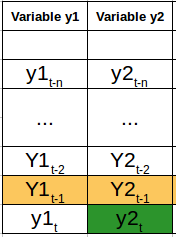 Variable y1 Variable y2
y1t-n y2t-n
... ...
Y1t-2 Y2t-2
Y1t-1 Y2t-1
y1t y2t